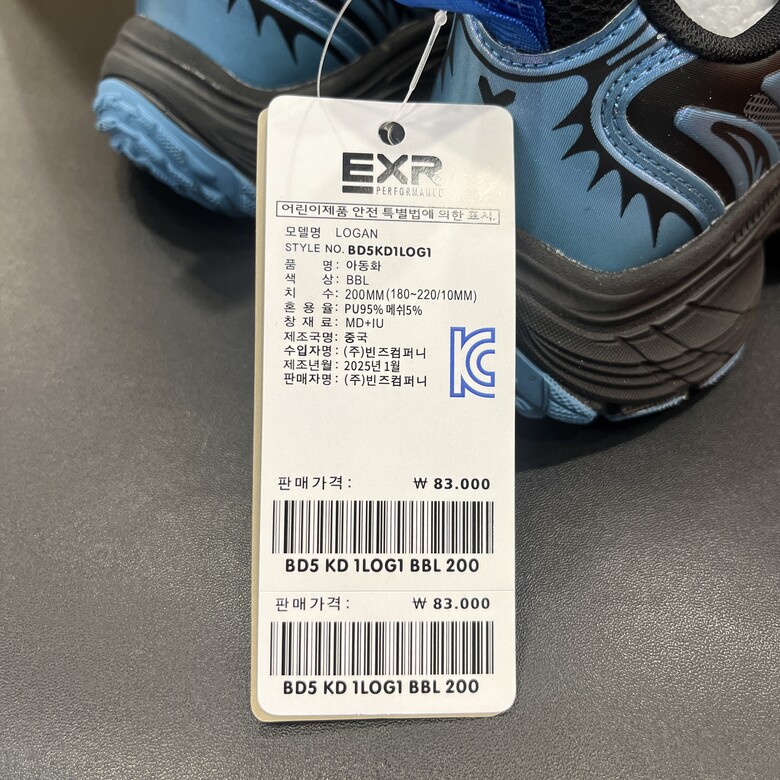 EXR
PERFORMANCE
어린이제품 안전 특별법에 의한 표시.
모델명 LOGAN
STYLE NO. BD5KD1LOG1
품 명: 아동화
색 상: BBL
치 수: 200MM (180~220/10MM)
혼 용 율: PU95% 메쉬5%
창 재 료: MD+IU
제조국명: 중국
수입자명: (주)빈즈컴퍼니
제조년월: 2025년 1월
판매자명: (주)빈즈컴퍼니
KC
판매가격: ₩ 83.000
BD5 KD 1LOG1 BBL 200
판매가격: ₩ 83.000
BD5 KD 1LOG1 BBL 200